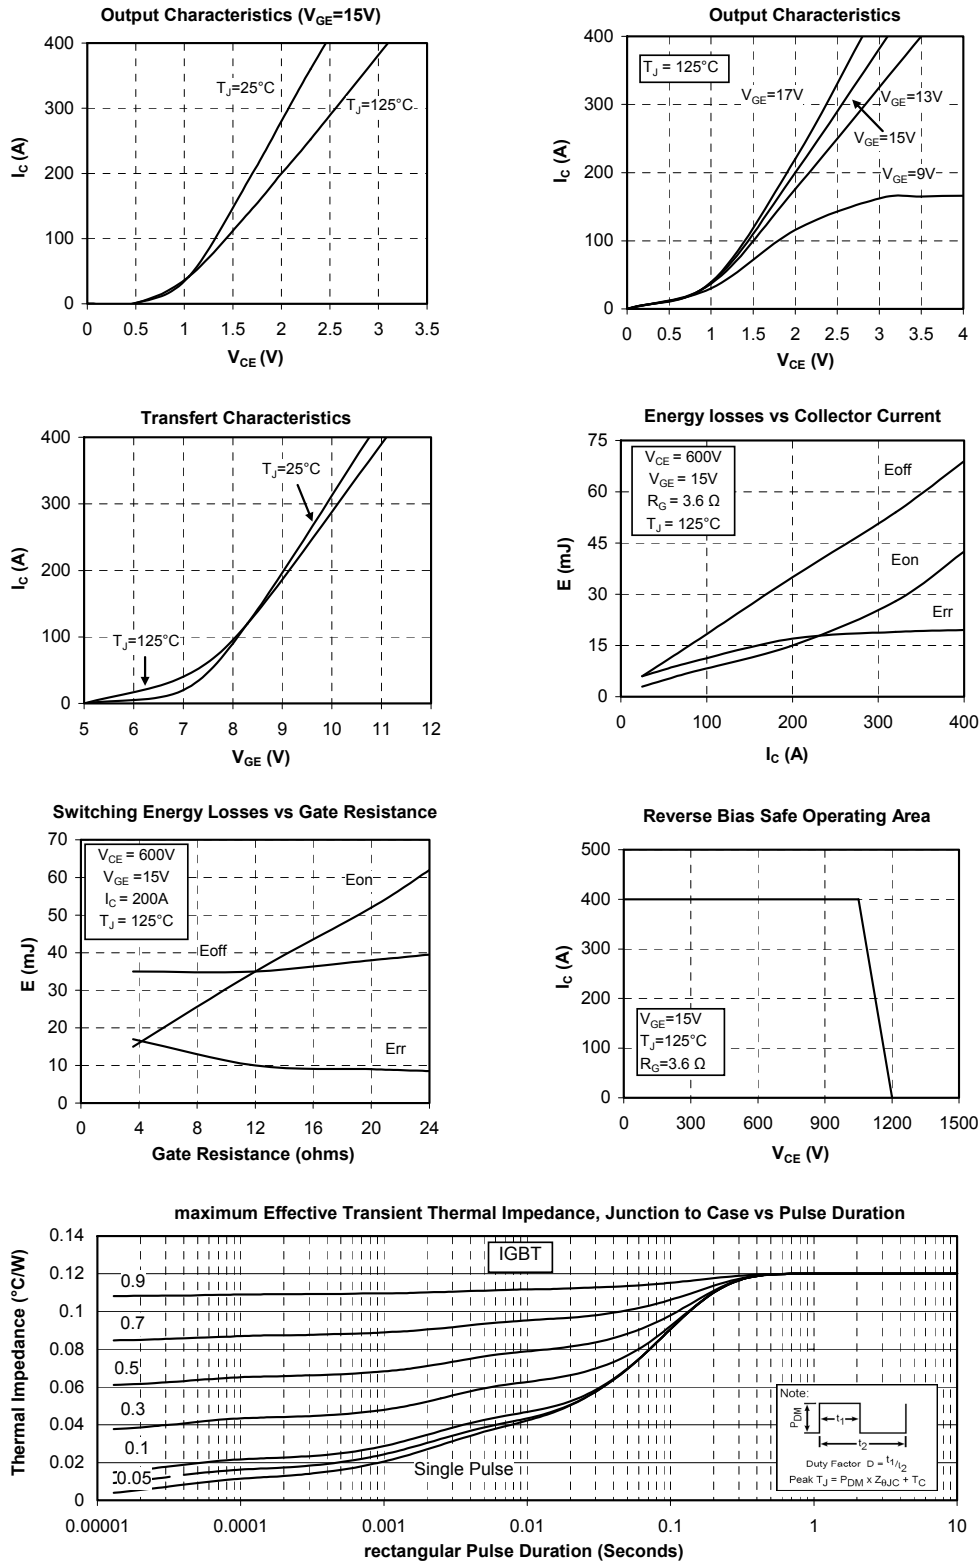 Output Characteristics (VGE=15V)
400
300
200
100
0
0 0.5 1 1.5 2 2.5 3 3.5
VCE (V)
IC (A)
TJ=25°C
TJ=125°C
Output Characteristics
400
300
200
100
0
0 0.5 1 1.5 2 2.5 3 3.5 4
VCE (V)
IC (A)
TJ = 125°C
VGE=17V
VGE=13V
VGE=15V
VGE=9V
Transfert Characteristics
400
300
200
100
0
5 6 7 8 9 10 11 12
VGE (V)
IC (A)
TJ=25°C
TJ=125°C
Energy losses vs Collector Current
75
60
45
30
15
0
0 100 200 300 400
IC (A)
E (mJ)
VCE = 600V
VGE = 15V
RG = 3.6 Ω
TJ = 125°C
Eoff
Eon
Err
Switching Energy Losses vs Gate Resistance
70
60
50
40
30
20
10
0
0 4 8 12 16 20 24
Gate Resistance (ohms)
E (mJ)
VCE = 600V
VGE =15V
IC = 200A
TJ = 125°C
Eon
Eoff
Err
Reverse Bias Safe Operating Area
500
400
300
200
100
0
0 300 600 900 1200 1500
VCE (V)
IC (A)
VGE=15V
TJ=125°C
RG=3.6 Ω
maximum Effective Transient Thermal Impedance, Junction to Case vs Pulse Duration
0.14
0.12
0.1
0.08
0.06
0.04
0.02
0
0.00001 0.0001 0.001 0.01 0.1 1 10
rectangular Pulse Duration (Seconds)
Thermal Impedance (°C/W)
IGBT
0.9
0.7
0.5
0.3
0.1
0.05
Single Pulse
Note:
PDM
t1
t2
Duty Factor D = t1/t2
Peak TJ = PDM x ZθJC + TC